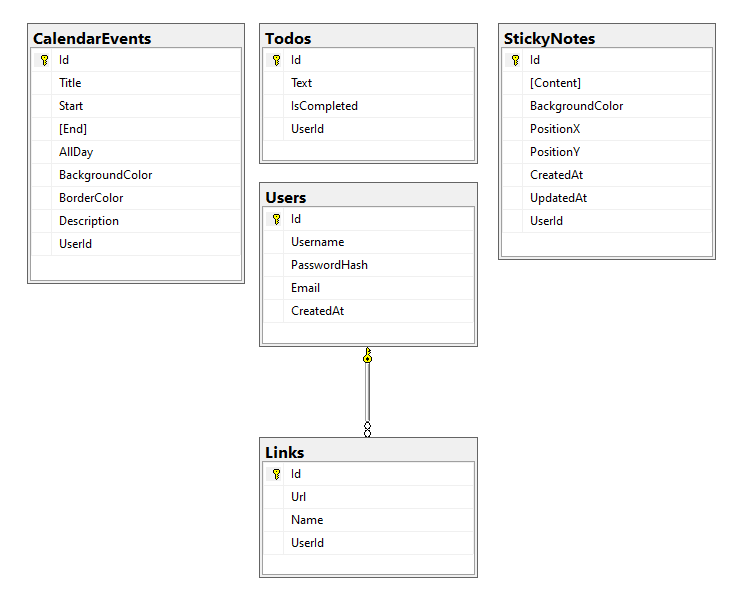 CalendarEvents
Id
Title
Start
[End]
AllDay
BackgroundColor
BorderColor
Description
UserId
Todos
Id
Text
IsCompleted
UserId
StickyNotes
Id
[Content]
BackgroundColor
PositionX
PositionY
CreatedAt
UpdatedAt
UserId
Users
Id
Username
PasswordHash
Email
CreatedAt
Links
Id
Url
Name
UserId